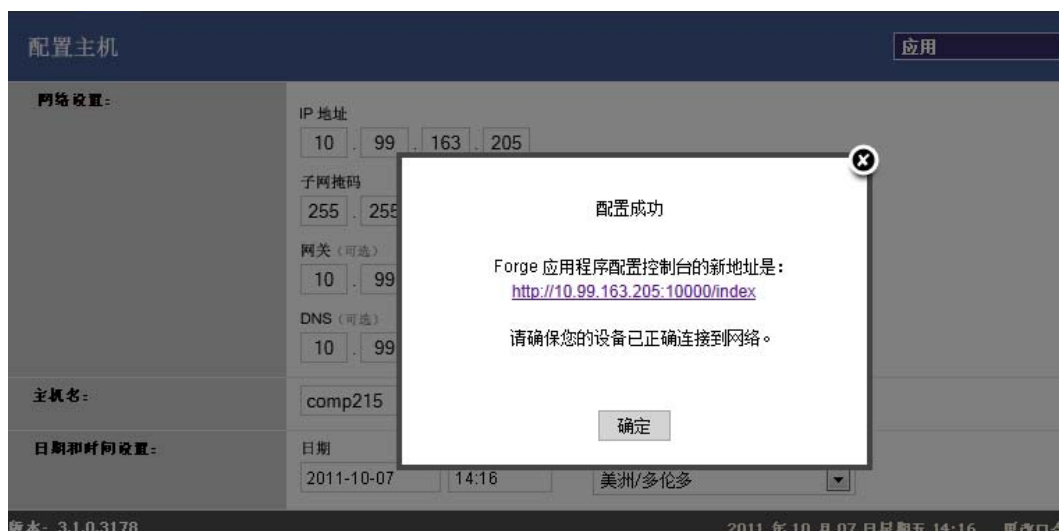 配置主机
应用
网络设置:
IP 地址
10 . 99 . 163 . 205
子网掩码
255 . 255
网关 (可选)
10 . 99
DNS (可选)
10 . 99
配置成功
Forge 应用程序配置控制台的新地址是:
http://10.99.163.205:10000/index
请确保您的设备已正确连接到网络。
确定
主机名:
comp215
日期和时间设置:
日期
2011-10-07
14:16
美洲/多伦多
版本- 3.1.0.3178
2011 年 10 月 07 日星期五 14:16
更改口令